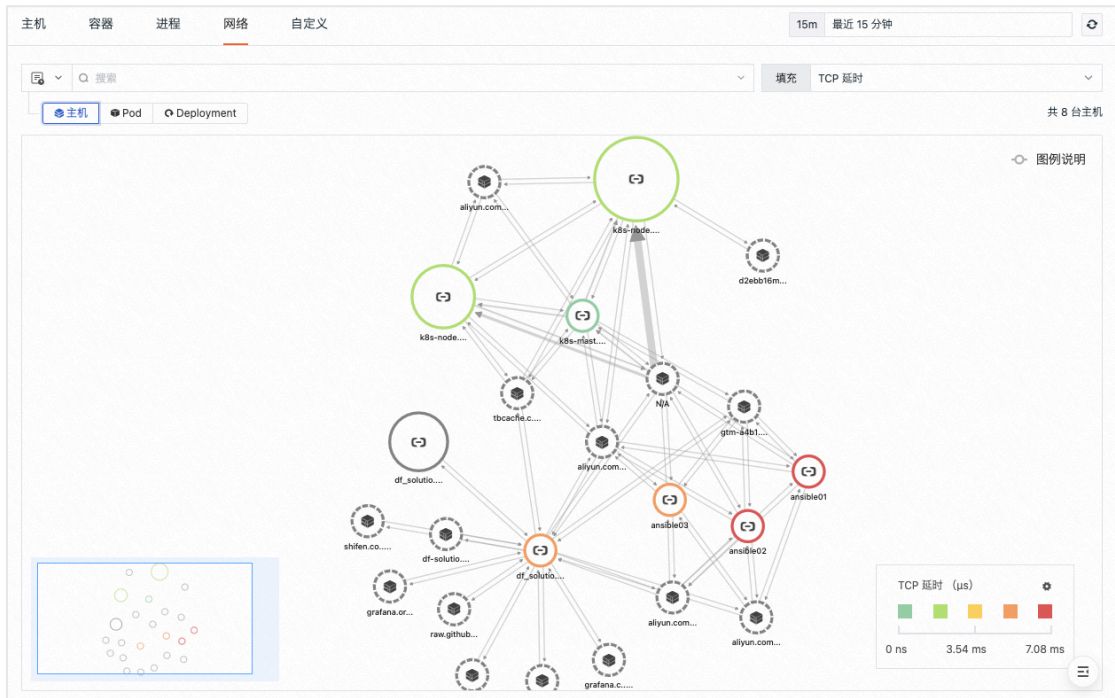 主机 容器 进程 网络 自定义 15m 最近 15 分钟
搜索 填充 TCP 延时
主机 Pod Deployment 共 8 台主机
图例说明
aliyun.com...
k8s-node....
d2ebb16m...
k8s-node....
k8s-mast....
N/A
tbcache.c....
gtm-a4b1....
aliyun.com...
df_solutio....
ansible01
ansible03
ansible02
shifen.co.....
df-solutio....
df_solutio....
TCP 延时 (μs)
grafana.or...
aliyun.com...
raw.github...
aliyun.com...
0 ns 3.54 ms 7.08 ms
grafana.c.....